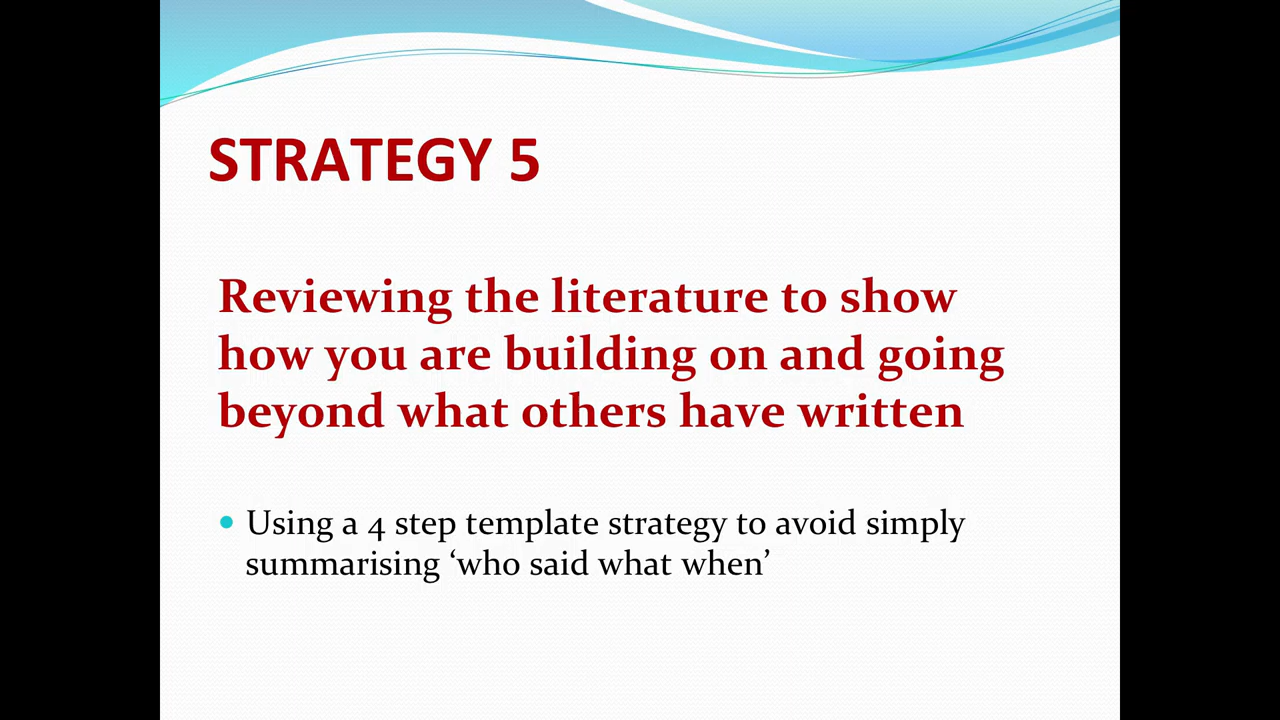 STRATEGY 5
Reviewing the literature to show
how you are building on and going
beyond what others have written
• Using a 4 step template strategy to avoid simply
summarising ‘who said what when’